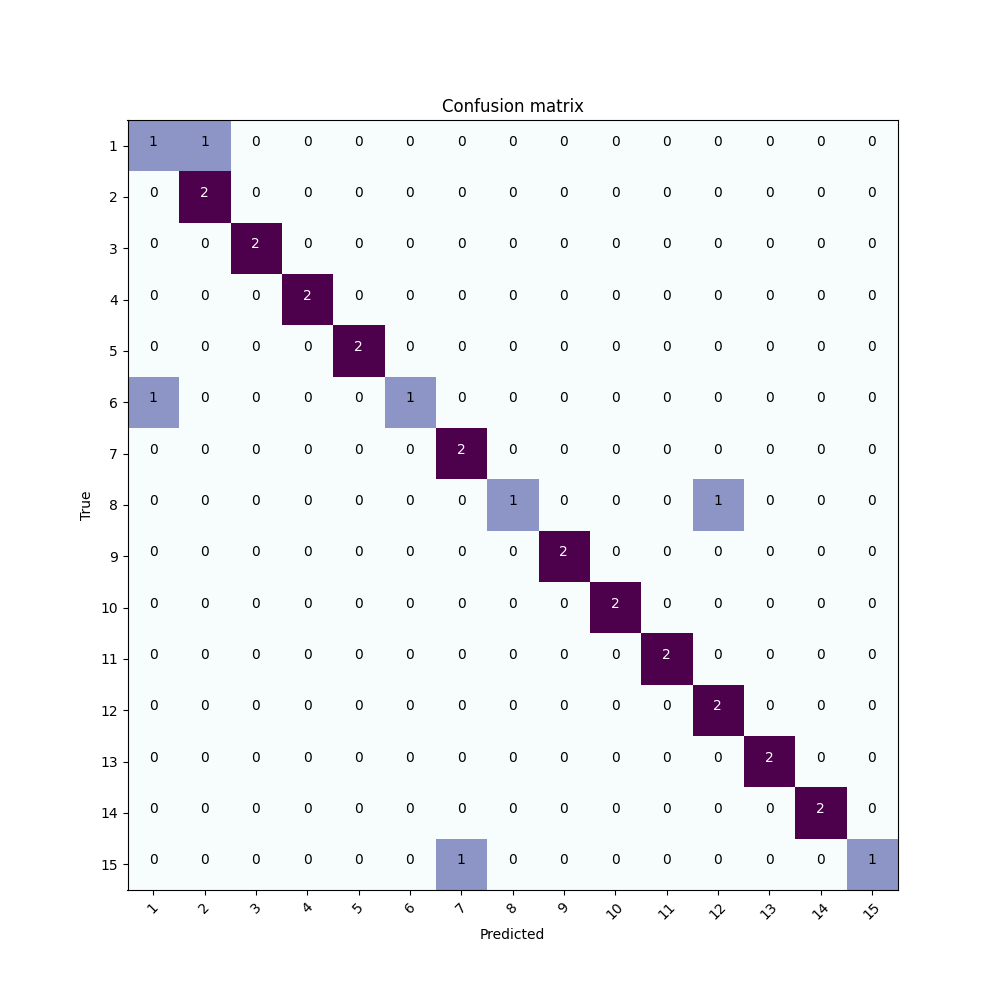 Confusion matrix
1 1 1 0 0 0 0 0 0 0 0 0 0 0 0 0
2 0 2 0 0 0 0 0 0 0 0 0 0 0 0 0
3 0 0 2 0 0 0 0 0 0 0 0 0 0 0 0
4 0 0 0 2 0 0 0 0 0 0 0 0 0 0 0
5 0 0 0 0 2 0 0 0 0 0 0 0 0 0 0
6 1 0 0 0 0 1 0 0 0 0 0 0 0 0 0
7 0 0 0 0 0 0 2 0 0 0 0 0 0 0 0
True
8 0 0 0 0 0 0 0 1 0 0 0 1 0 0 0
9 0 0 0 0 0 0 0 0 2 0 0 0 0 0 0
10 0 0 0 0 0 0 0 0 0 2 0 0 0 0 0
11 0 0 0 0 0 0 0 0 0 0 2 0 0 0 0
12 0 0 0 0 0 0 0 0 0 0 0 2 0 0 0
13 0 0 0 0 0 0 0 0 0 0 0 0 2 0 0
14 0 0 0 0 0 0 0 0 0 0 0 0 0 2 0
15 0 0 0 0 0 0 1 0 0 0 0 0 0 0 1
1 2 3 4 5 6 7 8 9 10 11 12 13 14 15
Predicted